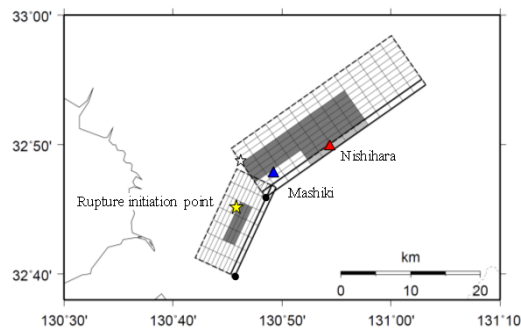 33°00'
32°50'
Nishihara
Mashiki
Rupture initiation point
km
32°40'
0 10 20
130°30' 130°40' 130°50' 131°00' 131°10'